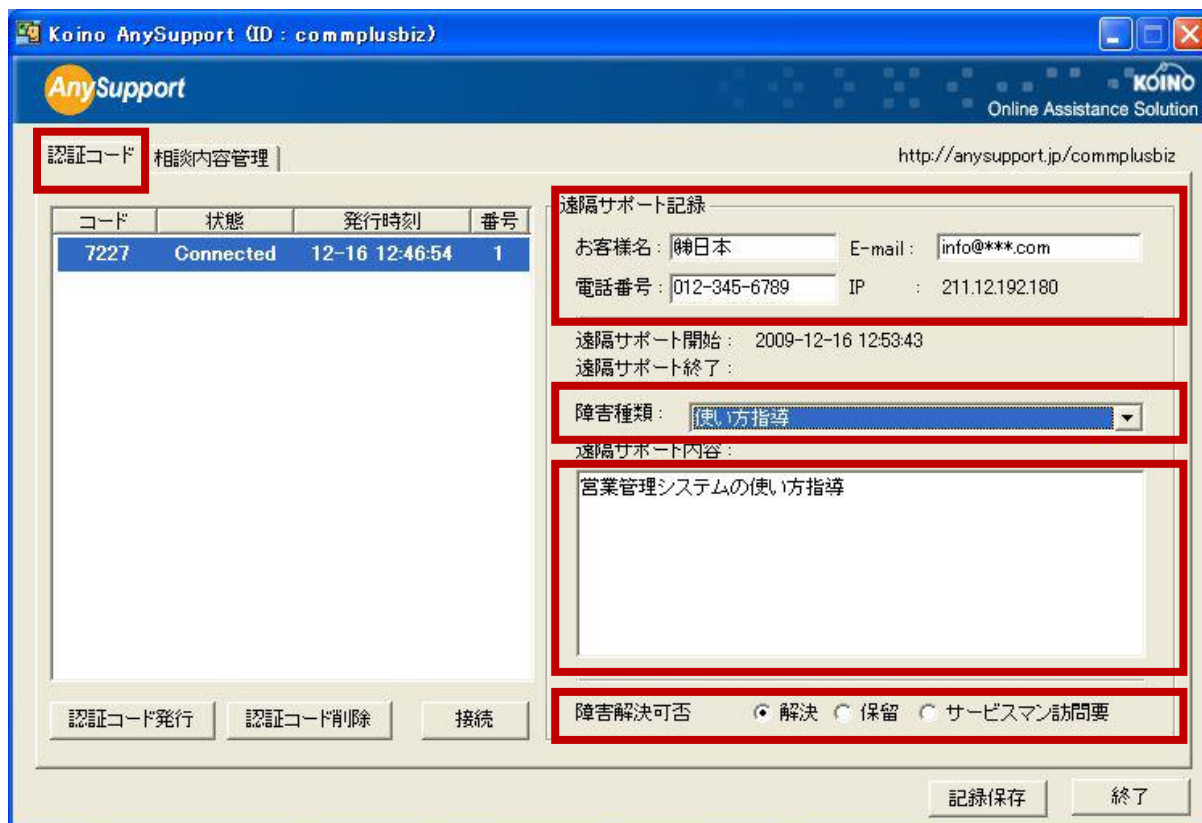 Koino AnySupport (ID : commplusbiz)
AnySupport
KOINO
Online Assistance Solution
認証コード 相談内容管理
http://anysupport.jp/commplusbiz
コード 状態 発行時刻 番号
7227 Connected 12-16 12:46:54 1
遠隔サポート記録
お客様名 : ㈱日本 E-mail : info@***.com
電話番号 : 012-345-6789 IP : 211.12.192.180
遠隔サポート開始 : 2009-12-16 12:53:43
遠隔サポート終了 :
障害種類 : 使い方指導
遠隔サポート内容 :
営業管理システムの使い方指導
障害解決可否 解決 保留 サービスマン訪問要
認証コード発行 認証コード削除 接続
記録保存 終了